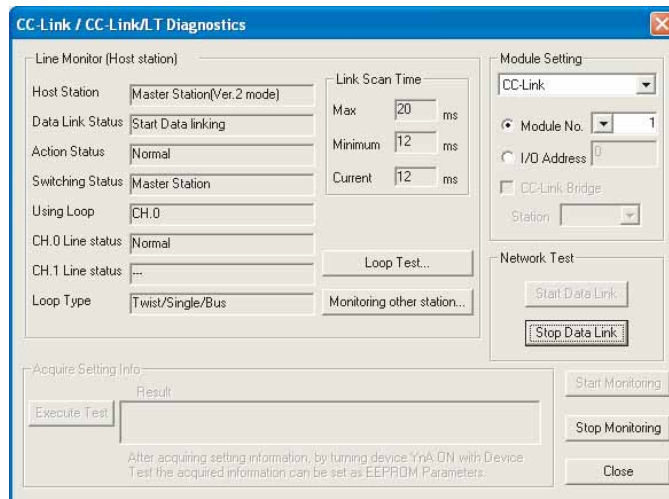 CC-Link / CC-Link/LT Diagnostics
Line Monitor (Host station)
Host Station Master Station(Ver.2 mode)
Data Link Status Start Data linking
Action Status Normal
Switching Status Master Station
Using Loop CH.0
CH.0 Line status Normal
CH.1 Line status ---
Loop Type Twist/Single/Bus
Link Scan Time
Max 20 ms
Minimum 12 ms
Current 12 ms
Loop Test...
Monitoring other station...
Module Setting
CC-Link
Module No. 1
I/O Address 0
CC-Link Bridge
Station
Network Test
Start Data Link
Stop Data Link
Acquire Setting Info
Result
Execute Test
After acquiring setting information, by turning device YnA ON with Device
Test the acquired information can be set as EEPROM Parameters.
Start Monitoring
Stop Monitoring
Close